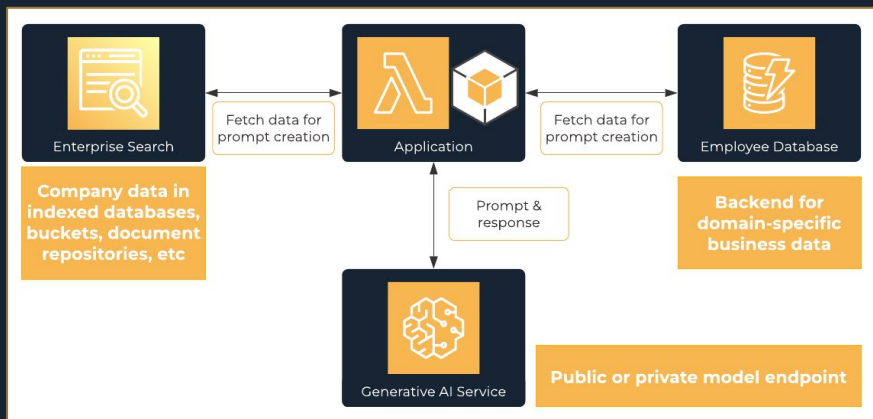 Enterprise Search
Fetch data for
prompt creation
Application
Fetch data for
prompt creation
Employee Database
Company data in
indexed databases,
buckets, document
repositories, etc
Prompt &
response
Backend for
domain-specific
business data
Generative AI Service
Public or private model endpoint